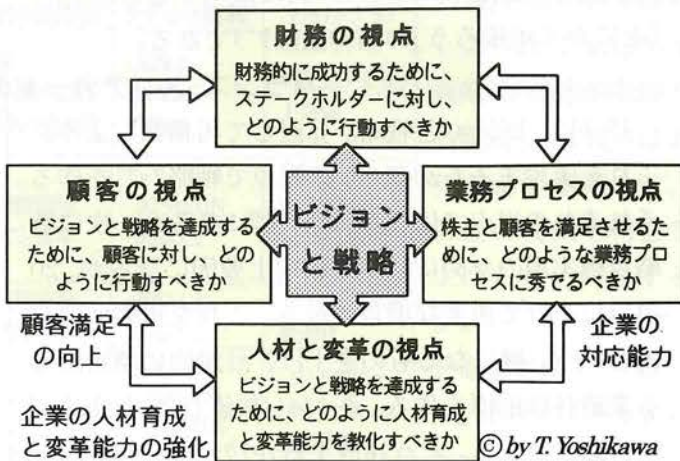 財務の視点
財務的に成功するために、
ステークホルダーに対し、
どのように行動すべきか
顧客の視点
ビジョンと戦略を達成する
ために、顧客に対し、どの
ように行動すべきか
ビジョン
と戦略
業務プロセスの視点
株主と顧客を満足させるた
めに、どのような業務プロ
セスに秀でるべきか
顧客満足
の向上
企業の
対応能力
人材と変革の視点
ビジョンと戦略を達成する
ために、どのように人材育成
と変革能力を教化すべきか
企業の人材育成
と変革能力の強化
©by T. Yoshikawa